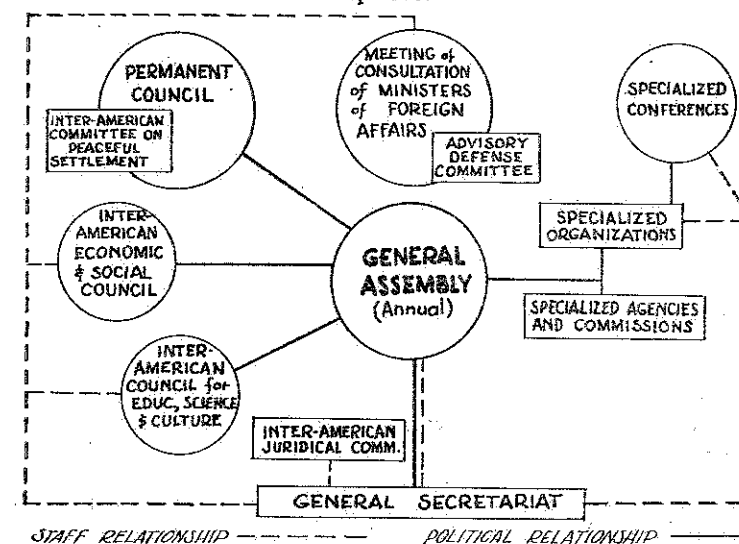 PERMANENT
COUNCIL
INTER-AMERICAN
COMMITTEE ON
PEACEFUL
SETTLEMENT
MEETING of
CONSULTATION
of MINISTERS
of FOREIGN
AFFAIRS
ADVISORY
DEFENSE
COMMITTEE
SPECIALIZED
CONFERENCES
INTER-
AMERICAN
ECONOMIC
& SOCIAL
COUNCIL
GENERAL
ASSEMBLY
(Annual)
SPECIALIZED
ORGANIZATIONS
SPECIALIZED AGENCIES
AND COMMISSIONS
INTER-
AMERICAN
COUNCIL for
EDUC, SCIENCE
& CULTURE
INTER-AMERICAN
JURIDICAL COMM.
GENERAL SECRETARIAT
STAFF RELATIONSHIP
POLITICAL RELATIONSHIP